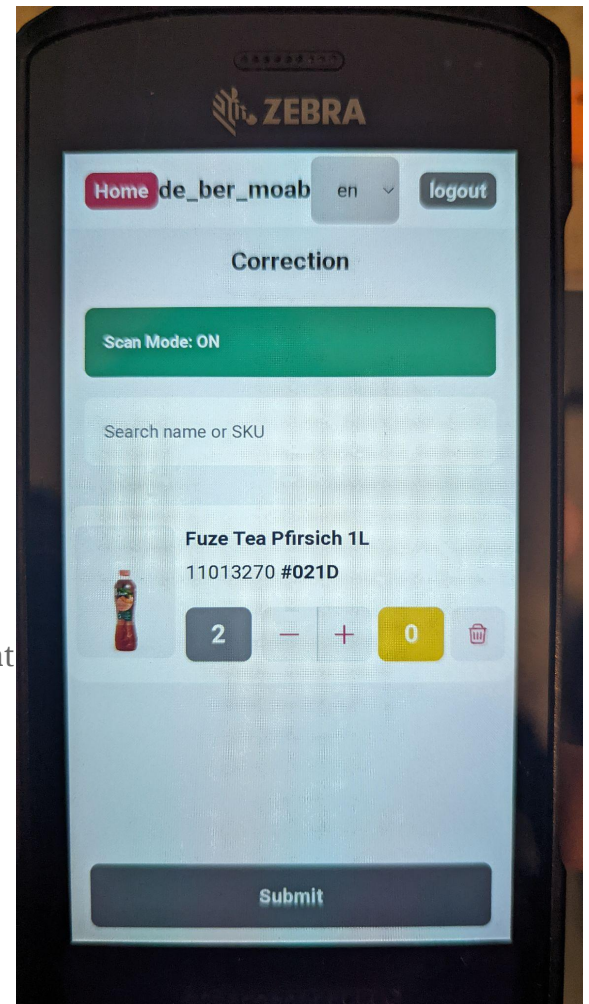 ZEBRA
Home de_ber_moab en logout
Correction
Scan Mode: ON
Search name or SKU
Fuze Tea Pfirsich 1L
11013270 #021D
2 − + 0
Submit